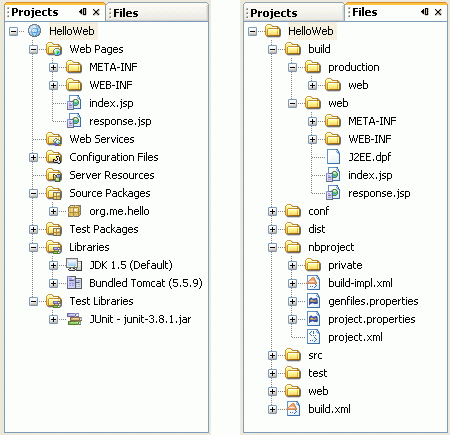 Projects
Files
HelloWeb
Web Pages
META-INF
WEB-INF
index.jsp
response.jsp
Web Services
Configuration Files
Server Resources
Source Packages
org.me.hello
Test Packages
Libraries
JDK 1.5 (Default)
Bundled Tomcat (5.5.9)
Test Libraries
JUnit - junit-3.8.1.jar
Projects
Files
HelloWeb
build
production
web
web
META-INF
WEB-INF
J2EE.dpf
index.jsp
response.jsp
conf
dist
nbproject
private
build-impl.xml
genfiles.properties
project.properties
project.xml
src
test
web
build.xml